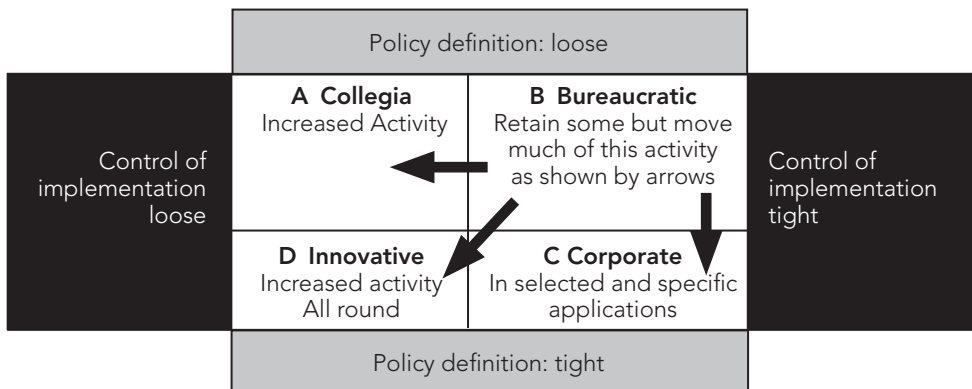 Policy definition: loose
Control of
implementation
loose
A Collegia
Increased Activity
B Bureaucratic
Retain some but move
much of this activity
as shown by arrows
Control of
implementation
tight
D Innovative
Increased activity
All round
C Corporate
In selected and specific
applications
Policy definition: tight